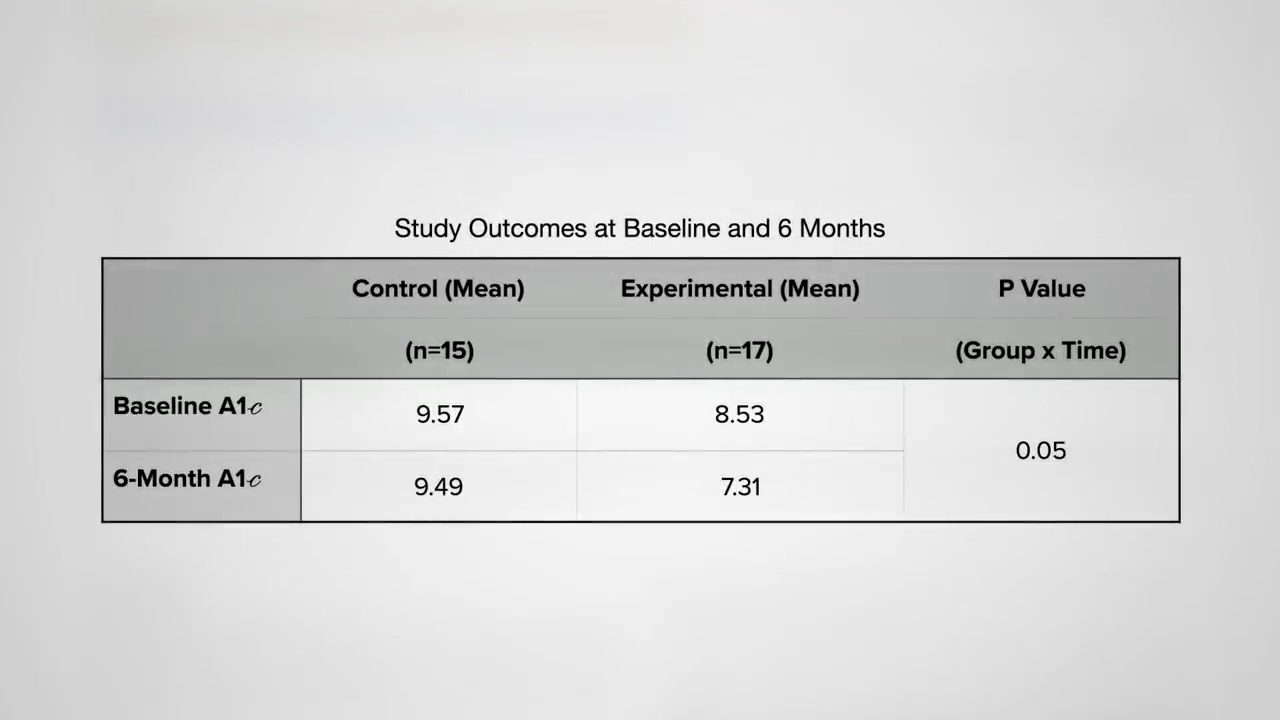 Study Outcomes at Baseline and 6 Months
Control (Mean) Experimental (Mean) P Value
(n=15) (n=17) (Group x Time)
Baseline A1c 9.57 8.53
0.05
6-Month A1c 9.49 7.31